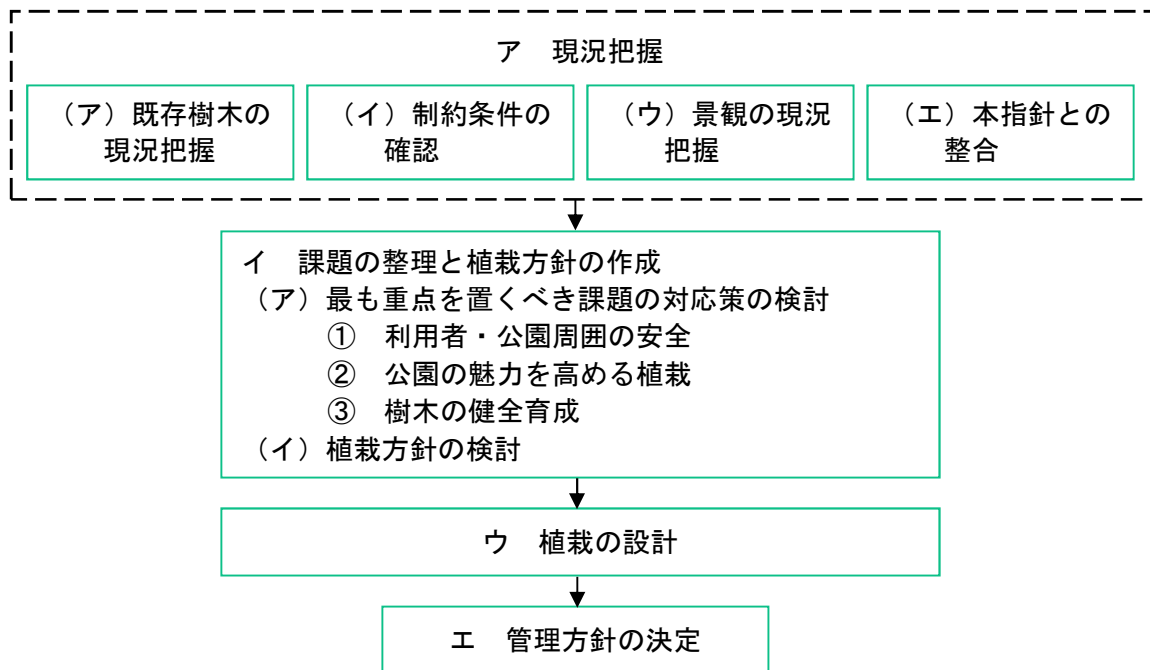 ア 現況把握
（ア）既存樹木の
現況把握
（イ）制約条件の
確認
（ウ）景観の現況
把握
（エ）本指針との
整合
イ 課題の整理と植栽方針の作成
（ア）最も重点を置くべき課題の対応策の検討
① 利用者・公園周囲の安全
② 公園の魅力を高める植栽
③ 樹木の健全育成
（イ）植栽方針の検討
ウ 植栽の設計
エ 管理方針の決定